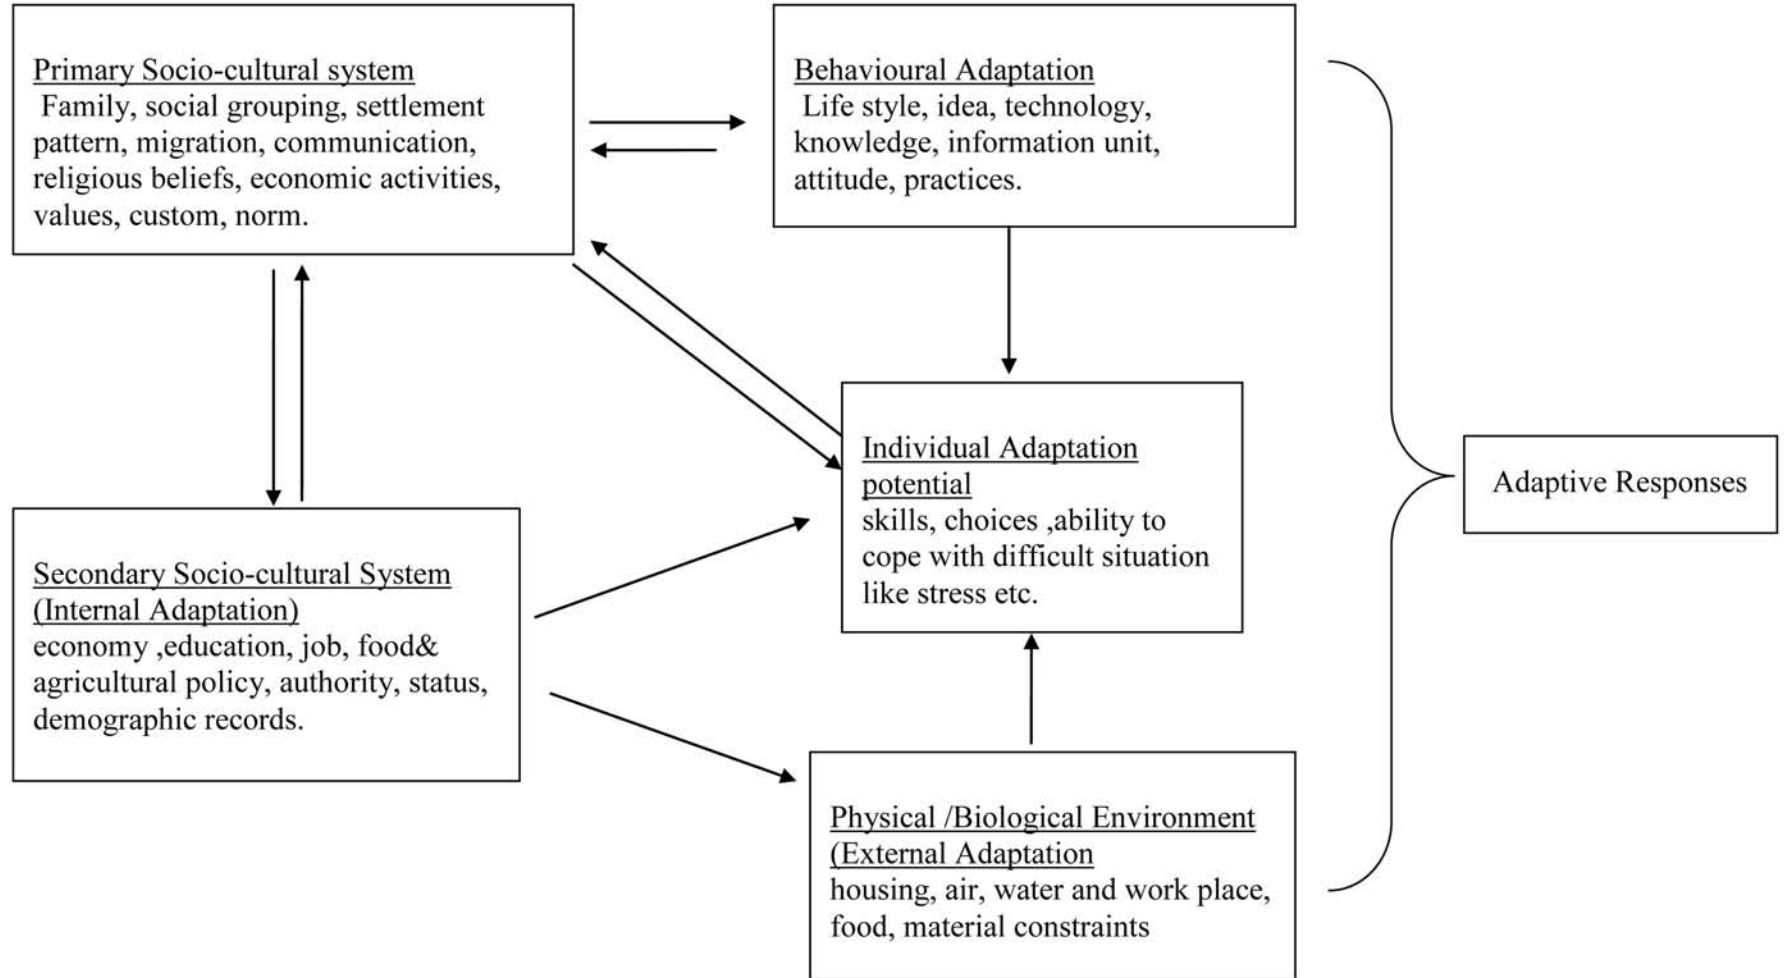 Primary Socio-cultural system
Family, social grouping, settlement
pattern, migration, communication,
religious beliefs, economic activities,
values, custom, norm.
Behavioural Adaptation
Life style, idea, technology,
knowledge, information unit,
attitude, practices.
Individual Adaptation
potential
skills, choices ,ability to
cope with difficult situation
like stress etc.
Adaptive Responses
Secondary Socio-cultural System
(Internal Adaptation)
economy ,education, job, food&
agricultural policy, authority, status,
demographic records.
Physical /Biological Environment
(External Adaptation
housing, air, water and work place,
food, material constraints